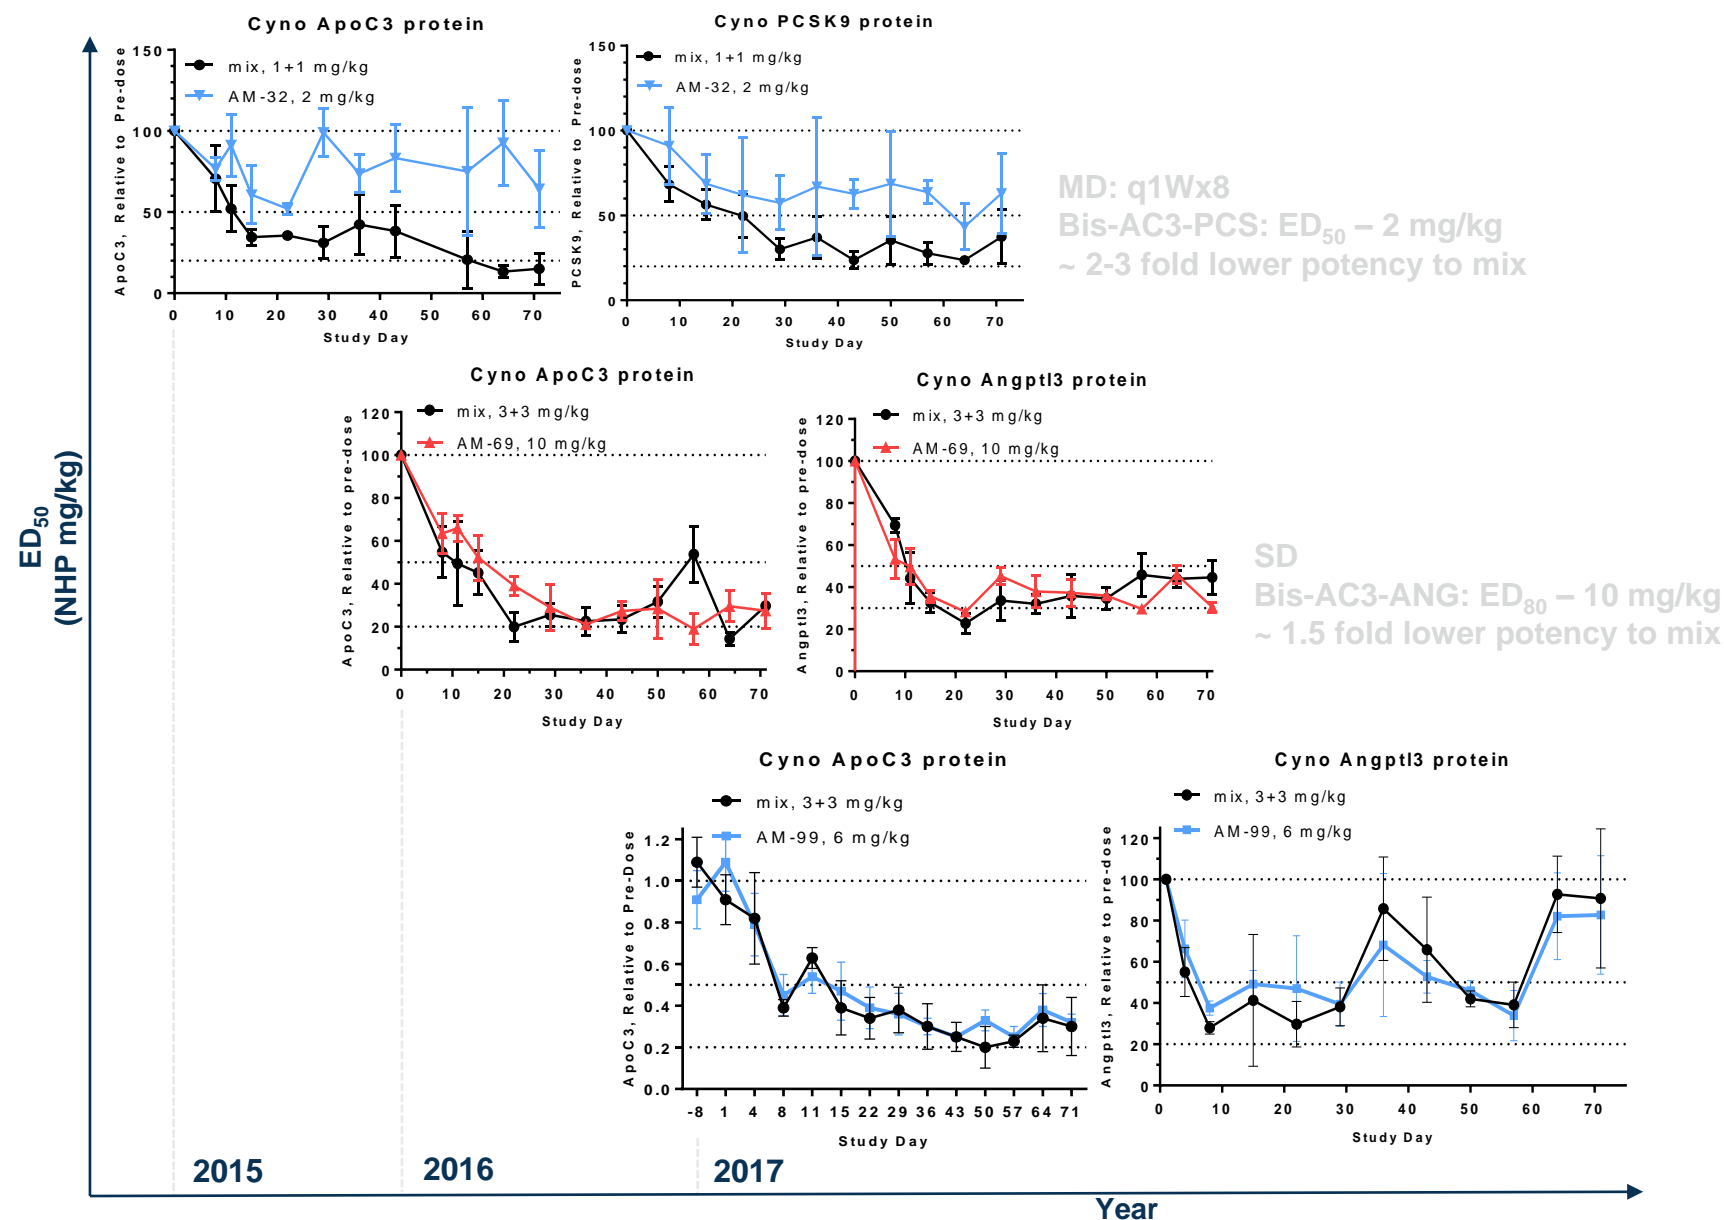 Cyno ApoC3 protein
ApoC3, Relative to Pre-dose
150
100
50
0
mix, 1+1 mg/kg
AM-32, 2 mg/kg
0 10 20 30 40 50 60 70
Study Day
Cyno PCSK9 protein
PCSK9, Relative to Pre-dose
150
100
50
0
mix, 1+1 mg/kg
AM-32, 2 mg/kg
0 10 20 30 40 50 60 70
Study Day
MD: q1Wx8
Bis-AC3-PCS: ED50 – 2 mg/kg
~ 2-3 fold lower potency to mix
ED50
(NHP mg/kg)
Cyno ApoC3 protein
ApoC3, Relative to pre-dose
120
100
80
60
40
20
0
mix, 3+3 mg/kg
AM-69, 10 mg/kg
0 10 20 30 40 50 60 70
Study Day
Cyno Angptl3 protein
Angptl3, Relative to pre-dose
120
100
80
60
40
20
0
mix, 3+3 mg/kg
AM-69, 10 mg/kg
0 10 20 30 40 50 60 70
Study Day
SD
Bis-AC3-ANG: ED80 – 10 mg/kg
~ 1.5 fold lower potency to mix
Cyno ApoC3 protein
ApoC3, Relative to Pre-Dose
1.2
1.0
0.8
0.6
0.4
0.2
0.0
mix, 3+3 mg/kg
AM-99, 6 mg/kg
-8 1 4 8 11 15 22 29 36 43 50 57 64 71
Study Day
Cyno Angptl3 protein
Angptl3, Relative to pre-dose
120
100
80
60
40
20
0
mix, 3+3 mg/kg
AM-99, 6 mg/kg
0 10 20 30 40 50 60 70
Study Day
2015
2016
2017
Year